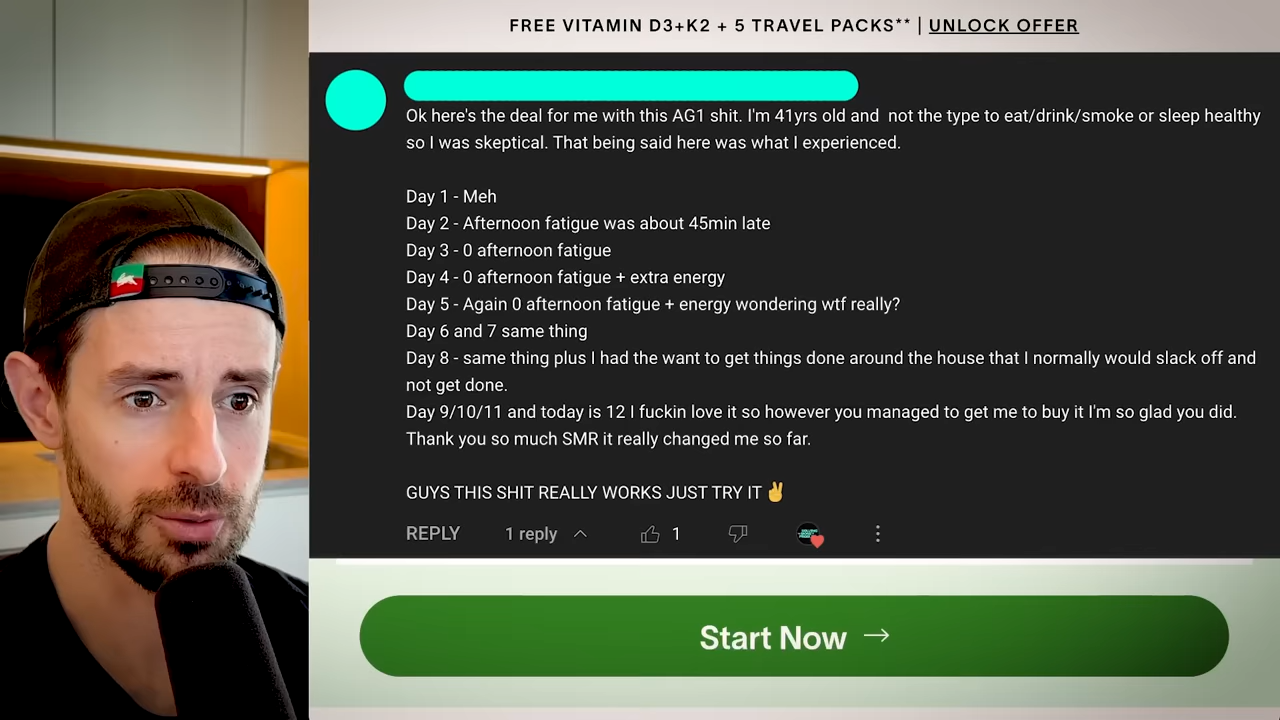 FREE VITAMIN D3+K2 + 5 TRAVEL PACKS** | UNLOCK OFFER
Ok here's the deal for me with this AG1 shit. I'm 41yrs old and  not the type to eat/drink/smoke or sleep healthy
so I was skeptical. That being said here was what I experienced.
Day 1 - Meh
Day 2 - Afternoon fatigue was about 45min late
Day 3 - 0 afternoon fatigue
Day 4 - 0 afternoon fatigue + extra energy
Day 5 - Again 0 afternoon fatigue + energy wondering wtf really?
Day 6 and 7 same thing
Day 8 - same thing plus I had the want to get things done around the house that I normally would slack off and
not get done.
Day 9/10/11 and today is 12 I fuckin love it so however you managed to get me to buy it I'm so glad you did.
Thank you so much SMR it really changed me so far.
GUYS THIS SHIT REALLY WORKS JUST TRY IT ✌️
REPLY 1 reply 1
Start Now →